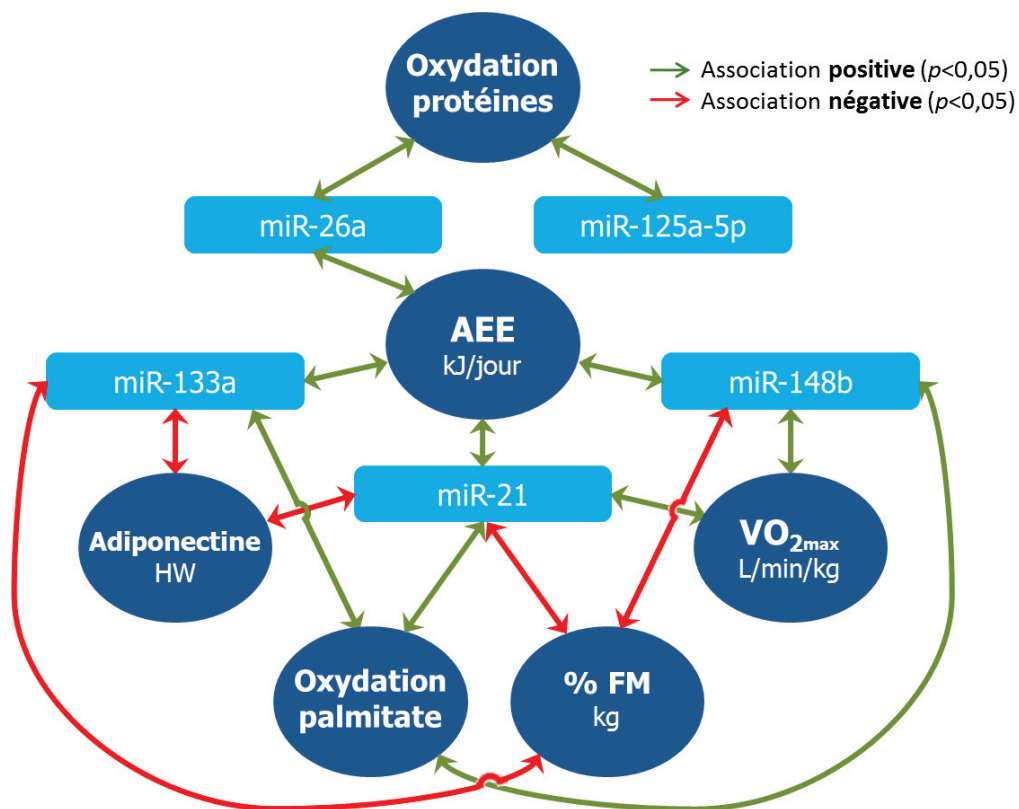 Oxydation
protéines
Association positive (p<0,05)
Association négative (p<0,05)
miR-26a
miR-125a-5p
AEE
kJ/jour
miR-133a
miR-148b
miR-21
Adiponectine
HW
VO2max
L/min/kg
Oxydation
palmitate
% FM
kg